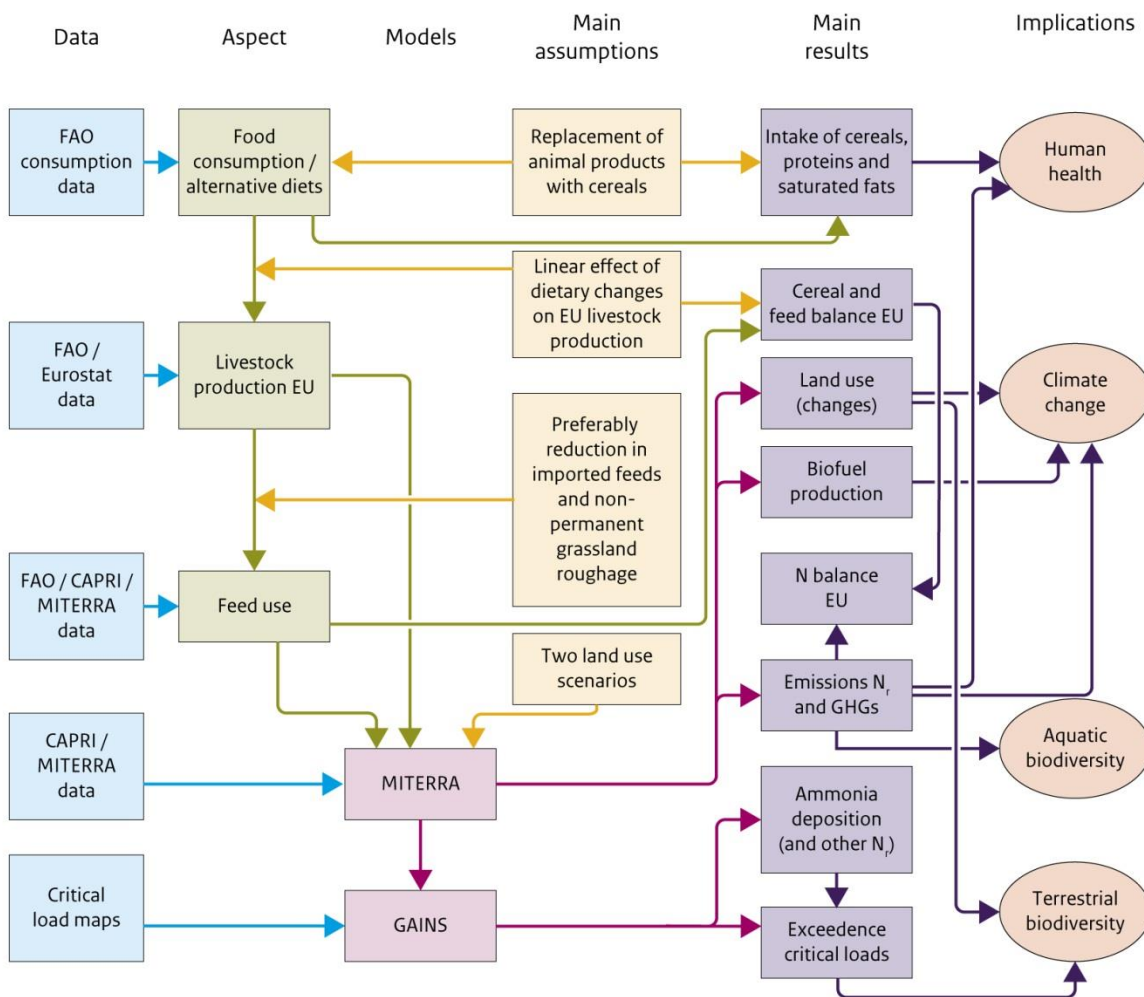 Data
Aspect
Models
Main
assumptions
Main
results
Implications
FAO
consumption
data
Food
consumption /
alternative diets
Replacement of
animal products
with cereals
Intake of cereals,
proteins and
saturated fats
Human
health
Linear effect of
dietary changes
on EU livestock
production
Cereal and
feed balance EU
FAO /
Eurostat
data
Livestock
production EU
Land use
(changes)
Climate
change
Preferably
reduction in
imported feeds
and non-
permanent
grassland
roughage
Biofuel
production
FAO / CAPRI /
MITERRA
data
Feed use
N balance
EU
Two land use
scenarios
Emissions Nr
and GHGs
CAPRI /
MITERRA
data
MITERRA
Aquatic
biodiversity
Ammonia
deposition
(and other Nr)
Critical
load maps
GAINS
Exceedence
critical loads
Terrestrial
biodiversity